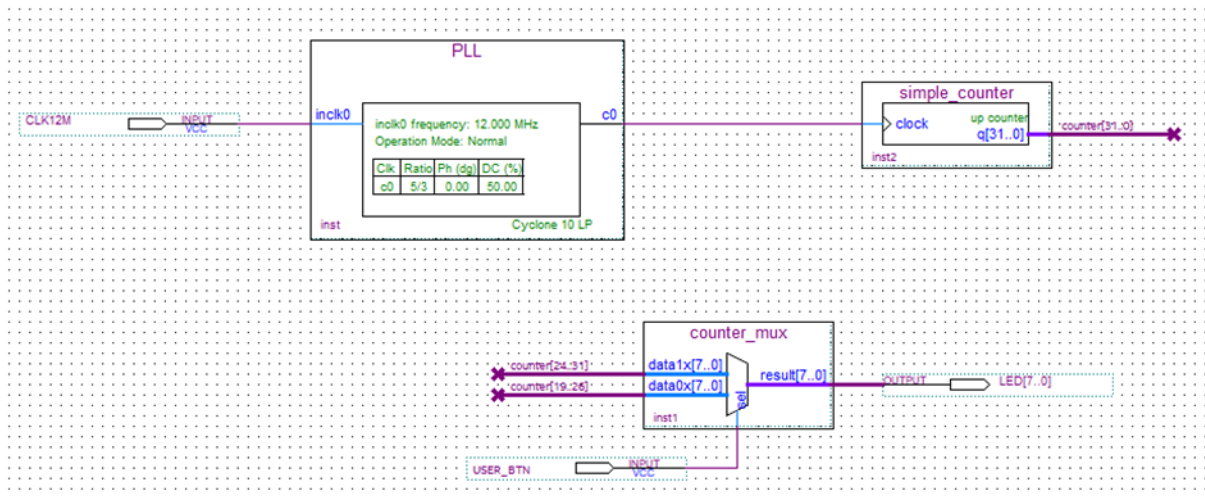 PLL
CLK12M
INPUT
VCC
inclk0
c0
inclk0 frequency: 12.000 MHz
Operation Mode: Normal
Clk Ratio Ph (dg) DC (%)
c0 5/3 0.00 50.00
inst
Cyclone 10 LP
simple_counter
up counter
clock
q[31..0]
counter[31..0]
inst2
counter_mux
counter[24..31]
data1x[7..0]
counter[19..26]
data0x[7..0]
result[7..0]
sel
inst1
OUTPUT
LED[7..0]
USER_BTN
INPUT
VCC